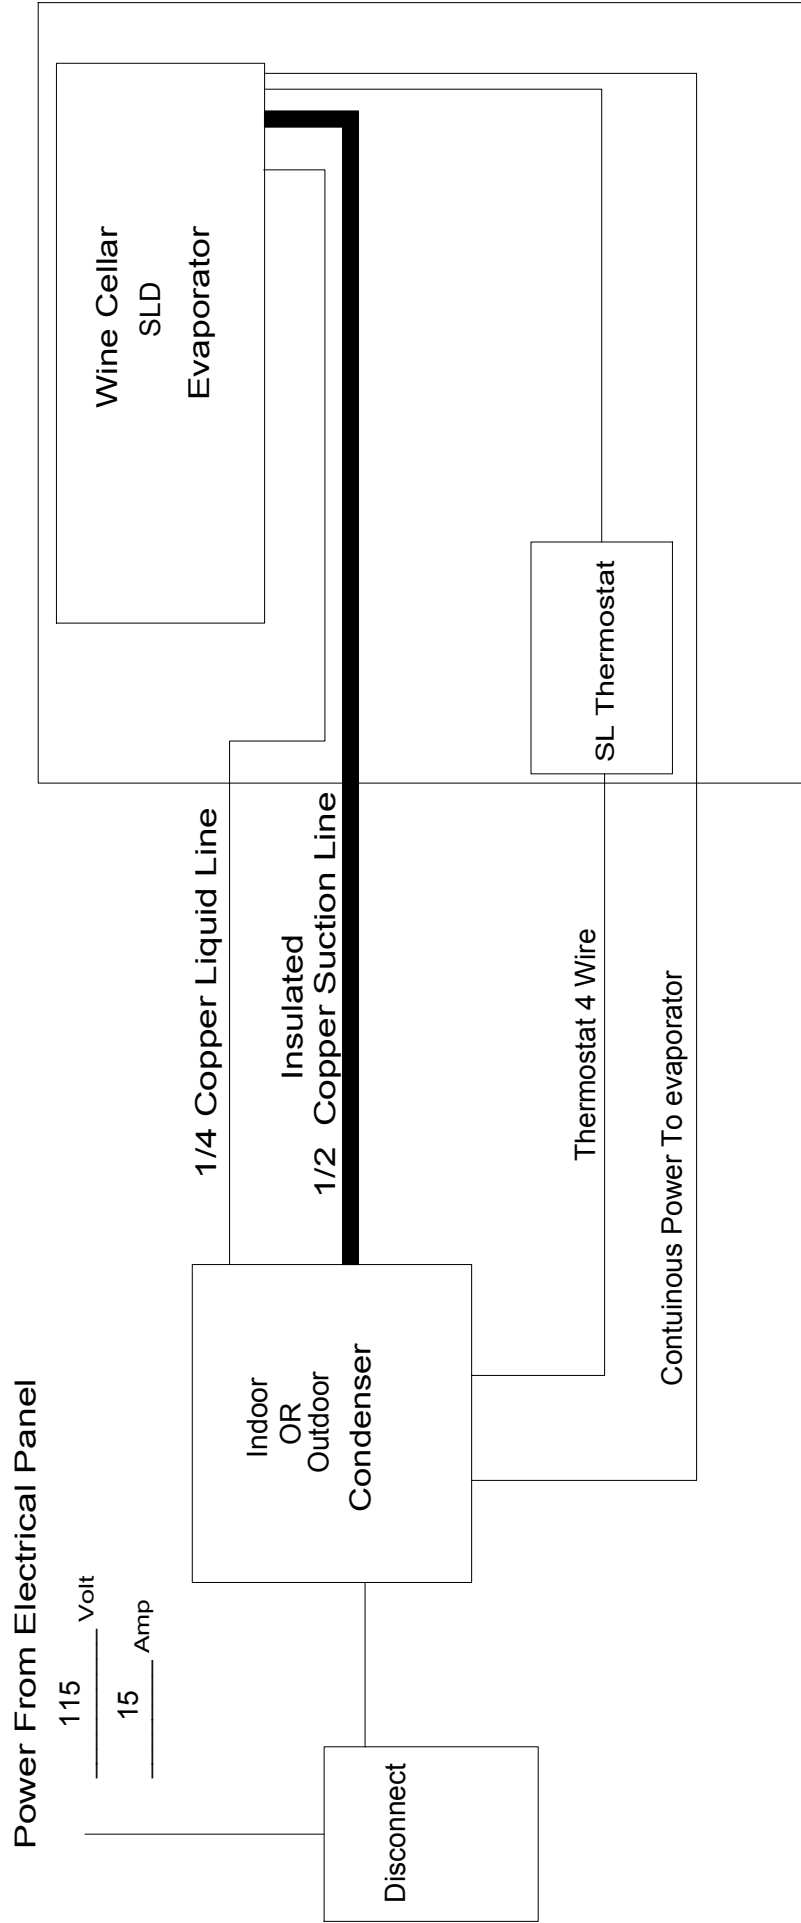 Power From Electrical Panel
115 Volt
15 Amp
Disconnect
Indoor
OR
Outdoor
Condenser
1/4 Copper Liquid Line
Insulated
1/2 Copper Suction Line
Thermostat 4 Wire
Contuinous Power To evaporator
Wine Cellar
SLD
Evaporator
SL Thermostat